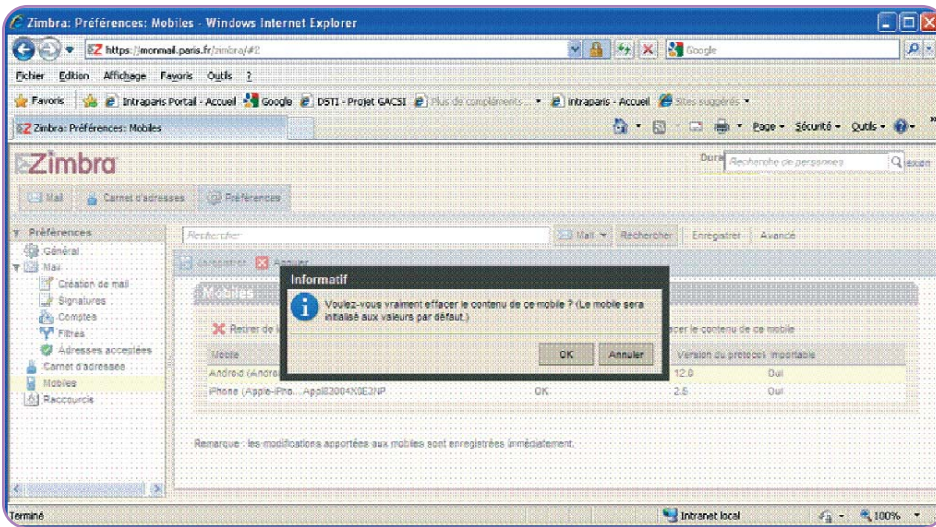 Zimbra: Préférences: Mobiles - Windows Internet Explorer
https://monmail.paris.fr/zimbra/#2
Google
Fichier Edition Affichage Favoris Outils ?
Favoris Intraparis Portail - Accueil Google DSTI - Projet GACSI Plus de compléments ... intraparis - Accueil Sites suggérés
Zimbra: Préférences: Mobiles
Page Sécurité Outils
Zimbra
Recherche de personnes
Mail Carnet d'adresses Préférences
Préférences
Rechercher
Mail Rechercher Enregistrer Avancé
Général
Mail
Création de mail
Signatures
Comptes
Filtres
Adresses acceptées
Carnet d'adresses
Mobiles
Raccourcis
Enregistrer Annuler
Mobiles
Informatif
Voulez-vous vraiment effacer le contenu de ce mobile ? (Le mobile sera
initialisé aux valeurs par défaut.)
OK Annuler
Retirer de
le contenu de ce mobile
Mobile Version du protocol Importable
Android 12.0 Oui
iPhone OK 2.5 Oui
Remarque : les modifications apportées aux mobiles sont enregistrées immédiatement.
Terminé Intranet local 100%